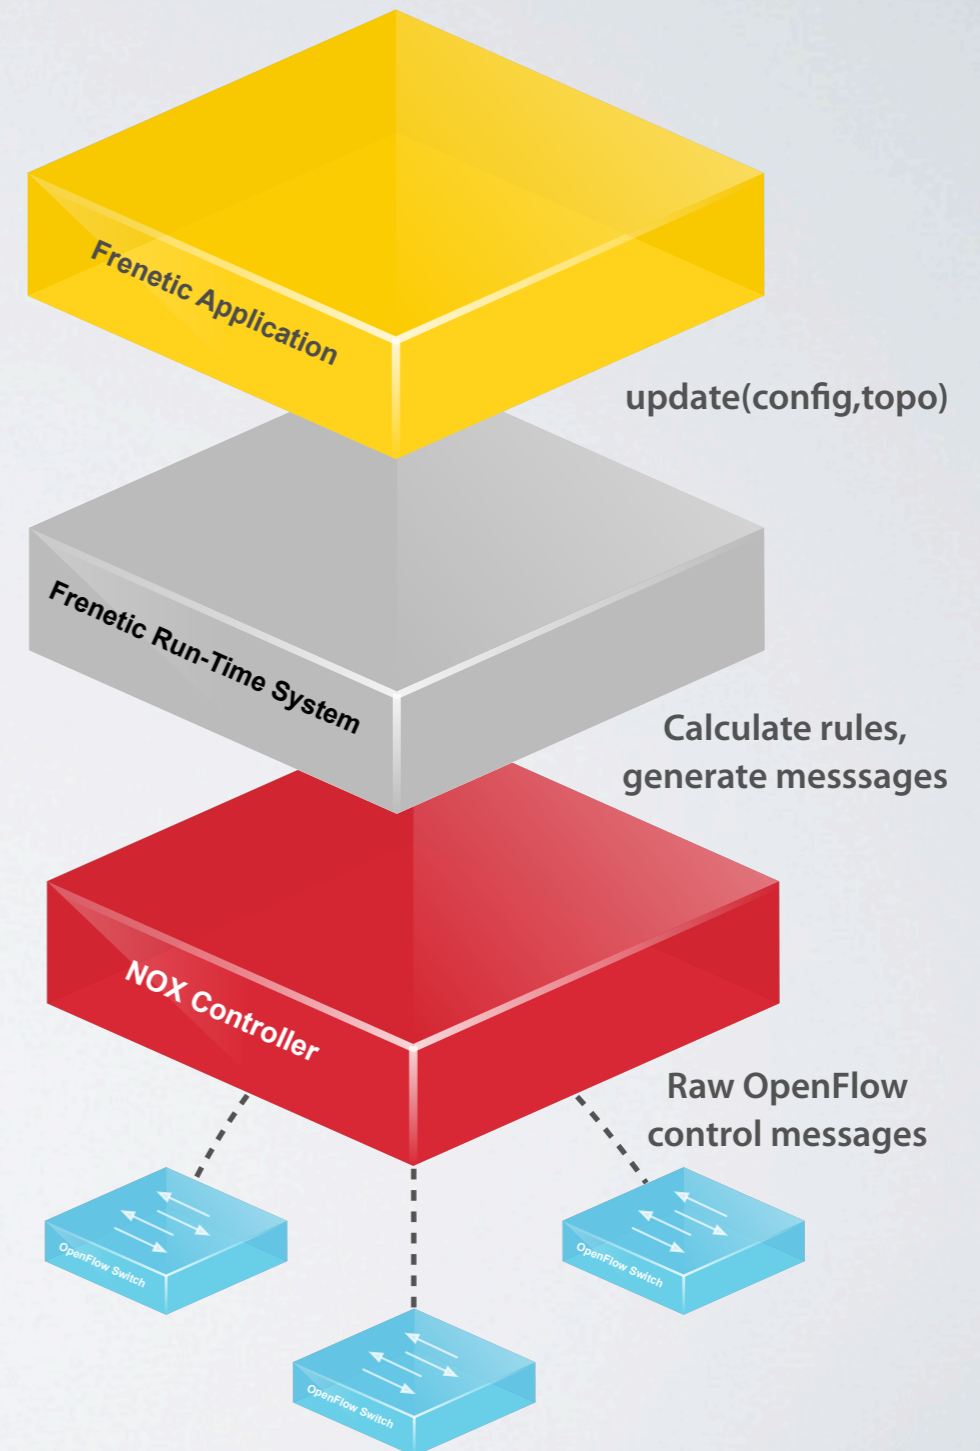 Frenetic Application
update(config,topo)
Frenetic Run-Time System
Calculate rules,
generate messsages
NOX Controller
Raw OpenFlow
control messages
OpenFlow Switch
OpenFlow Switch
OpenFlow Switch